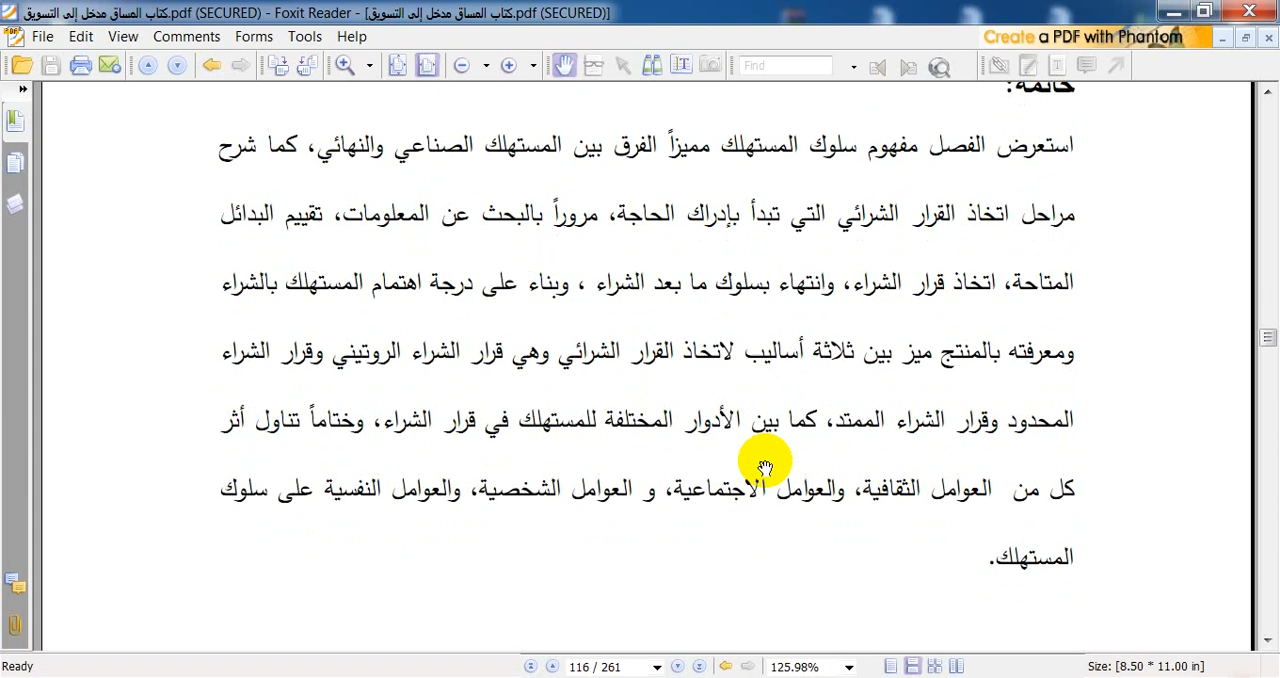 كتاب المساق مدخل إلى التسويق.pdf (SECURED) - Foxit Reader - [كتاب المساق مدخل إلى التسويق.pdf (SECURED)]
File Edit View Comments Forms Tools Help
Create a PDF with Phantom
Find
خاتمة:
استعرض الفصل مفهوم سلوك المستهلك مميزاً الفرق بين المستهلك الصناعي والنهائي، كما شرح
مراحل اتخاذ القرار الشرائي التي تبدأ بإدراك الحاجة، مروراً بالبحث عن المعلومات، تقييم البدائل
المتاحة، اتخاذ قرار الشراء، وانتهاء بسلوك ما بعد الشراء ، وبناء على درجة اهتمام المستهلك بالشراء
ومعرفته بالمنتج ميز بين ثلاثة أساليب لاتخاذ القرار الشرائي وهي قرار الشراء الروتيني وقرار الشراء
المحدود وقرار الشراء الممتد، كما بين الأدوار المختلفة للمستهلك في قرار الشراء، وختاماً تناول أثر
كل من العوامل الثقافية، والعوامل الاجتماعية، و العوامل الشخصية، والعوامل النفسية على سلوك
المستهلك.
Ready 116 / 261 125.98% Size: [8.50 * 11.00 in]